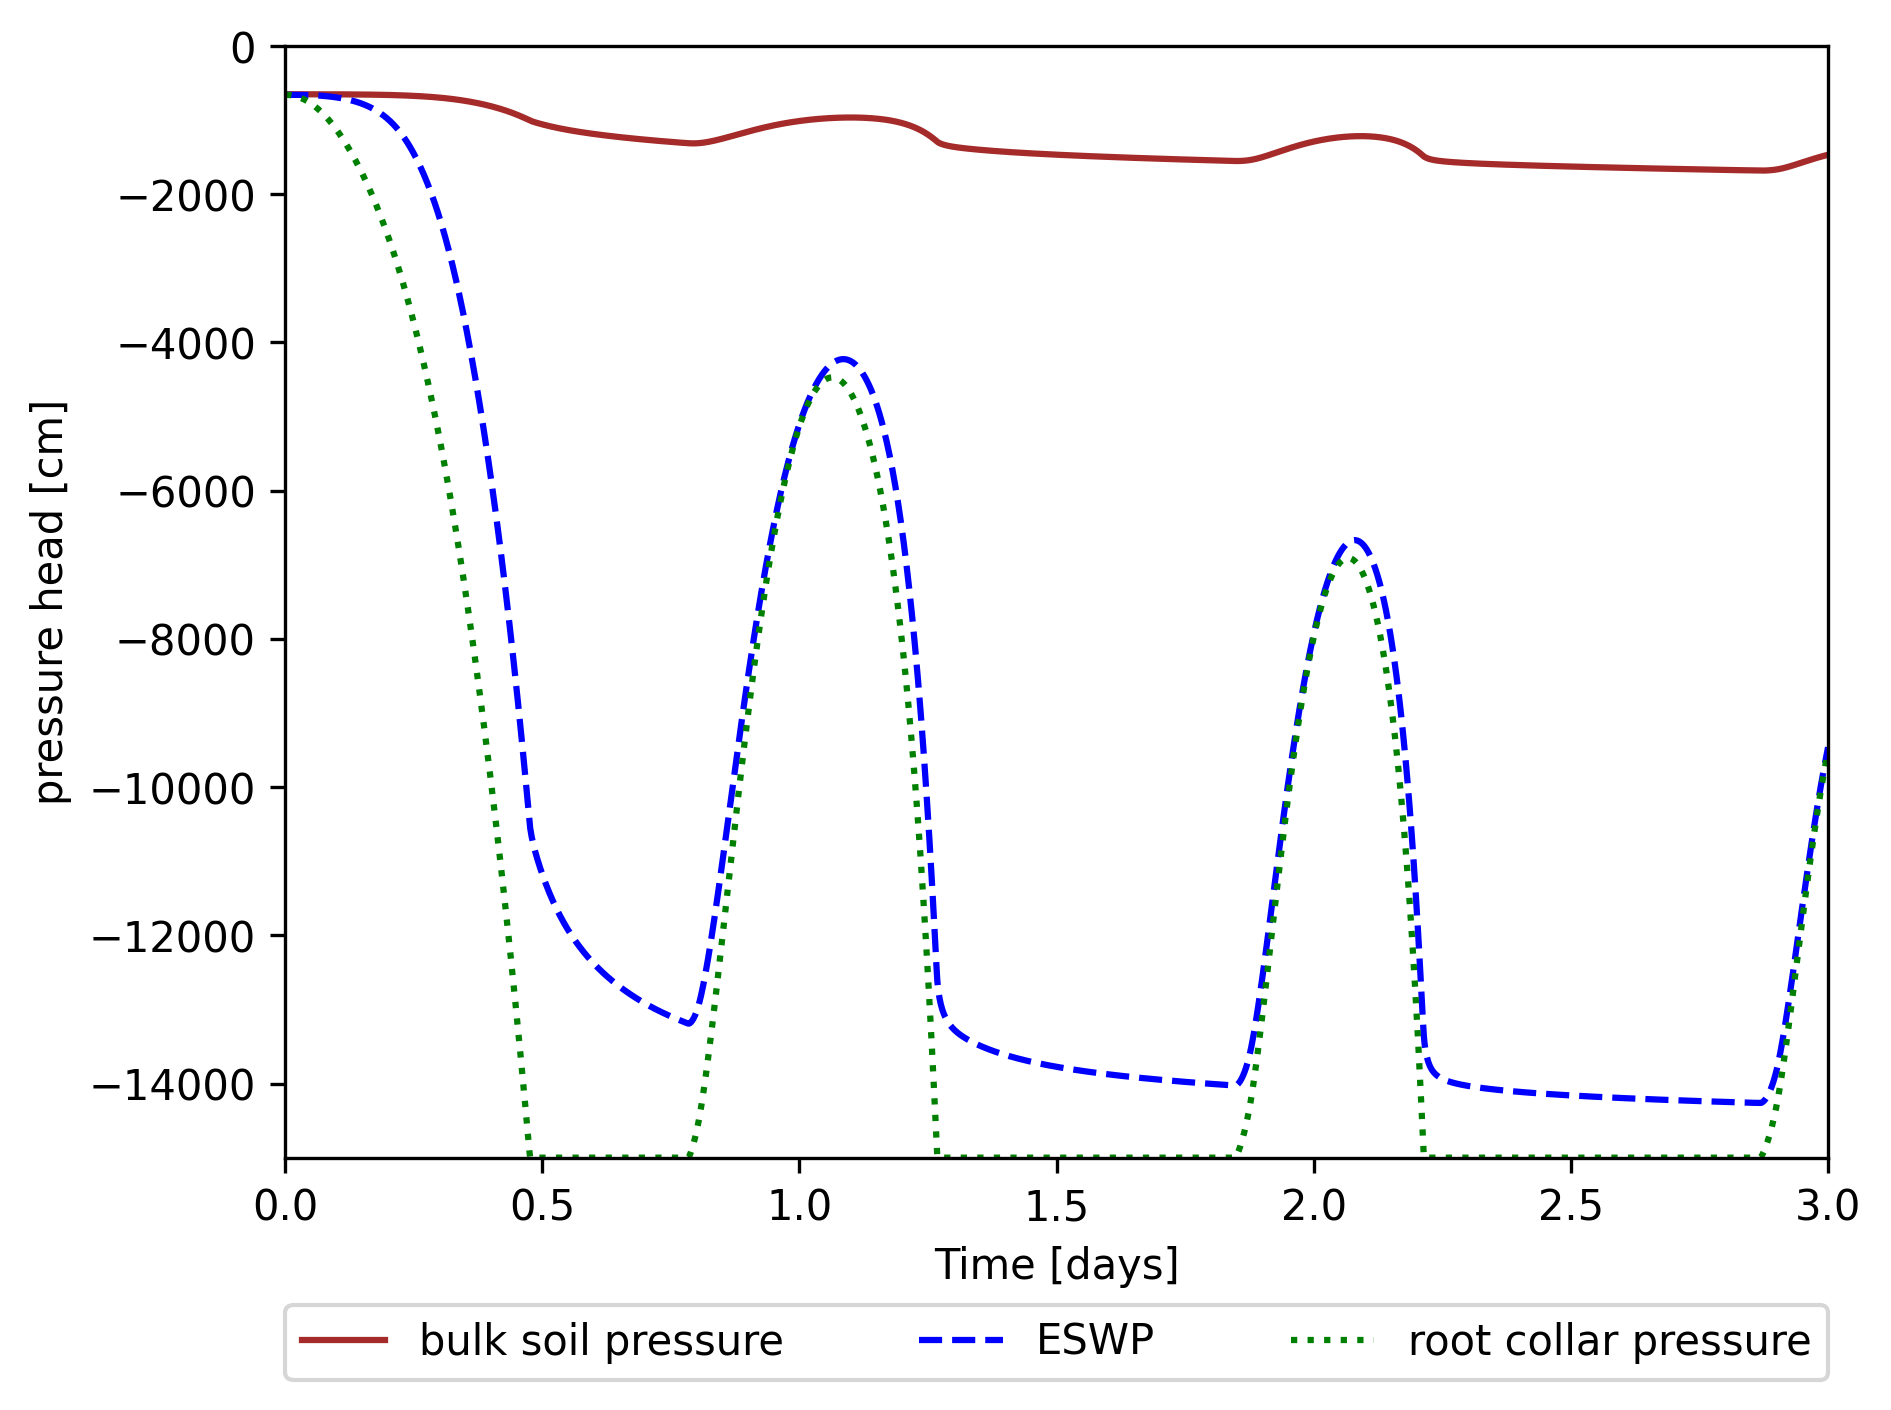 0
−2000
−4000
−6000
−8000
−10000
−12000
−14000
pressure head [cm]
0.0 0.5 1.0 1.5 2.0 2.5 3.0
Time [days]
bulk soil pressure ESWP root collar pressure